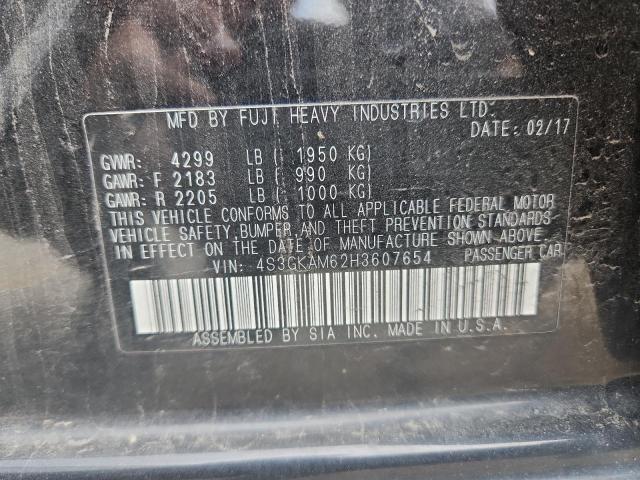 MFD BY FUJI HEAVY INDUSTRIES LTD.
DATE: 02/17
GVWR: 4299 LB ( 1950 KG)
GAWR: F 2183 LB ( 990 KG)
GAWR: R 2205 LB ( 1000 KG)
THIS VEHICLE CONFORMS TO ALL APPLICABLE FEDERAL MOTOR
VEHICLE SAFETY, BUMPER, AND THEFT PREVENTION STANDARDS
IN EFFECT ON THE DATE OF MANUFACTURE SHOWN ABOVE.
VIN: 4S3GKAM62H3607654 PASSENGER CAR
ASSEMBLED BY SIA INC. MADE IN U.S.A.